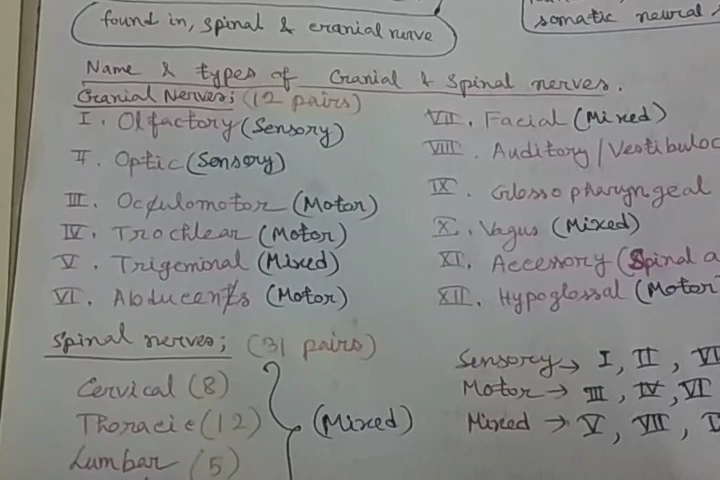 found in, spinal & cranial nerve
somatic neural
Name & types of Cranial & Spinal nerves.
Cranial Nerves; (12 pairs)
I. Olfactory (Sensory)
II. Optic (Sensory)
III. Oculomotor (Motor)
IV. Trochlear (Motor)
V. Trigeminal (Mixed)
VI. Abducents (Motor)
VII. Facial (Mixed)
VIII. Auditory/Vestibuloc
IX. Glossopharyngeal
X. Vagus (Mixed)
XI. Accessory (Spinal a
XII. Hypoglossal (Motor
Spinal nerves; (31 pairs)
Cervical (8)
Thoracic (12)
Lumbar (5)
(Mixed)
Sensory → I, II, VI
Motor → III, IV, VI
Mixed → V, VII, I